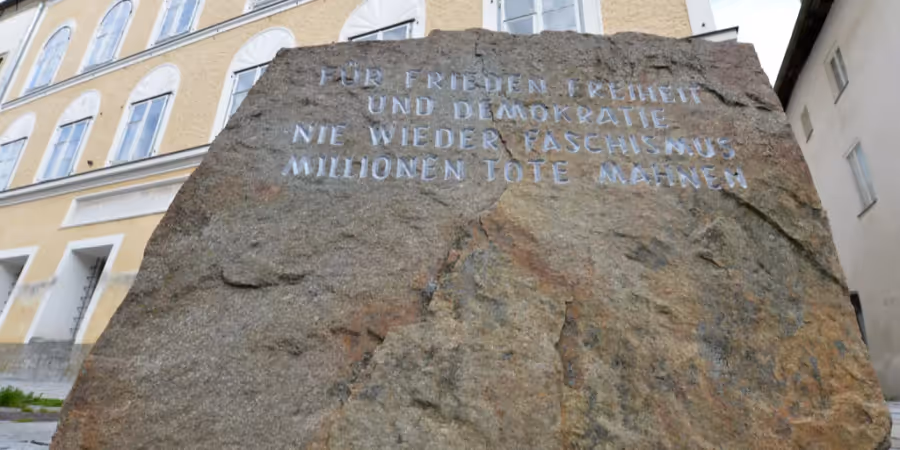 FÜR FRIEDEN FREIHEIT
UND DEMOKRATIE
NIE WIEDER FASCHISMUS
MILLIONEN TOTE MAHNEN